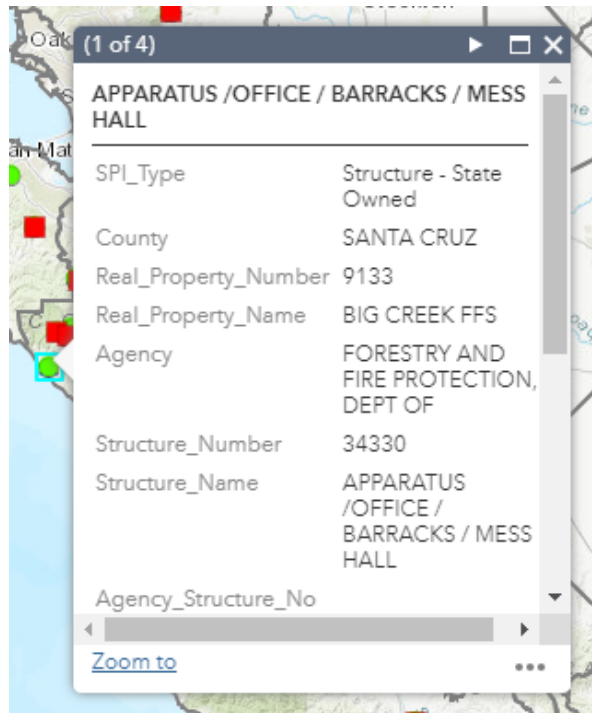 Oak
(1 of 4)
APPARATUS /OFFICE / BARRACKS / MESS
HALL
an Mat
SPI_Type Structure - State
Owned
County SANTA CRUZ
Real_Property_Number 9133
Real_Property_Name BIG CREEK FFS
Agency FORESTRY AND
FIRE PROTECTION,
DEPT OF
Structure_Number 34330
Structure_Name APPARATUS
/OFFICE /
BARRACKS / MESS
HALL
Agency_Structure_No
Zoom to